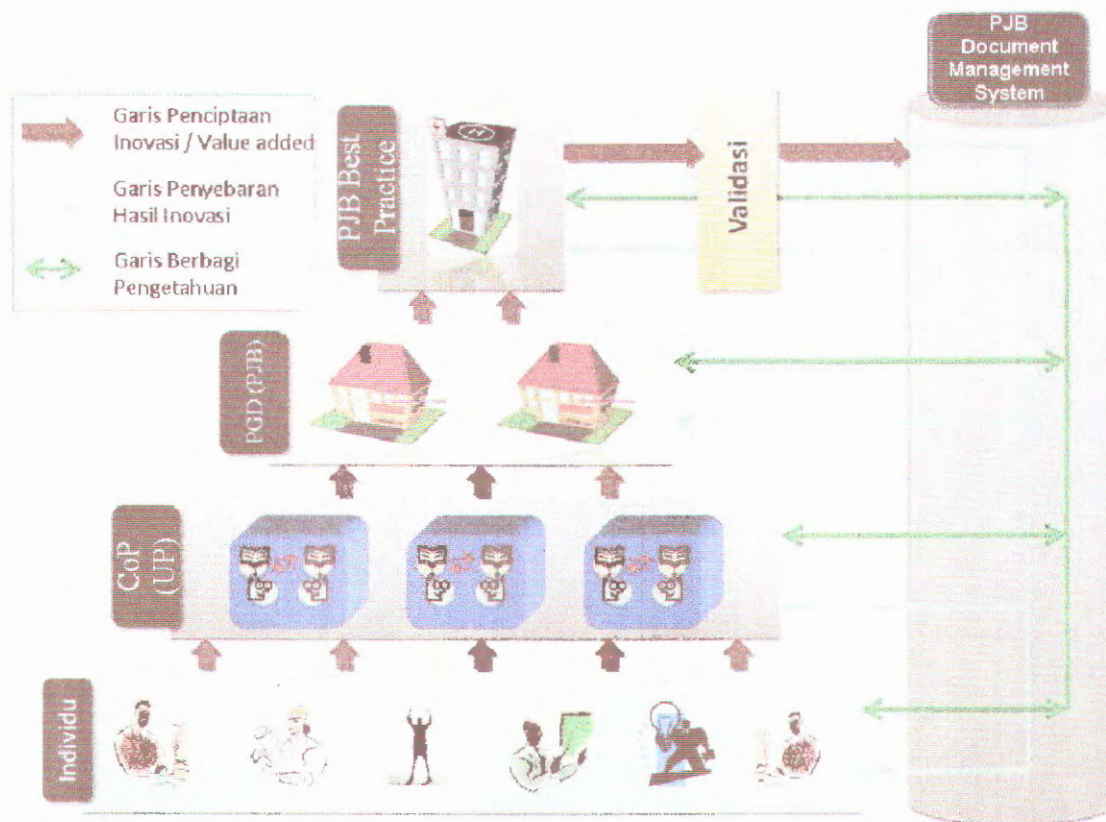 PJB
Document
Management
System
Garis Penciptaan
Inovasi / Value added
Garis Penyebaran
Hasil Inovasi
Garis Berbagi
Pengetahuan
PJB Best
Practice
Validasi
PGD (PJB)
CoP
(UP)
Individu